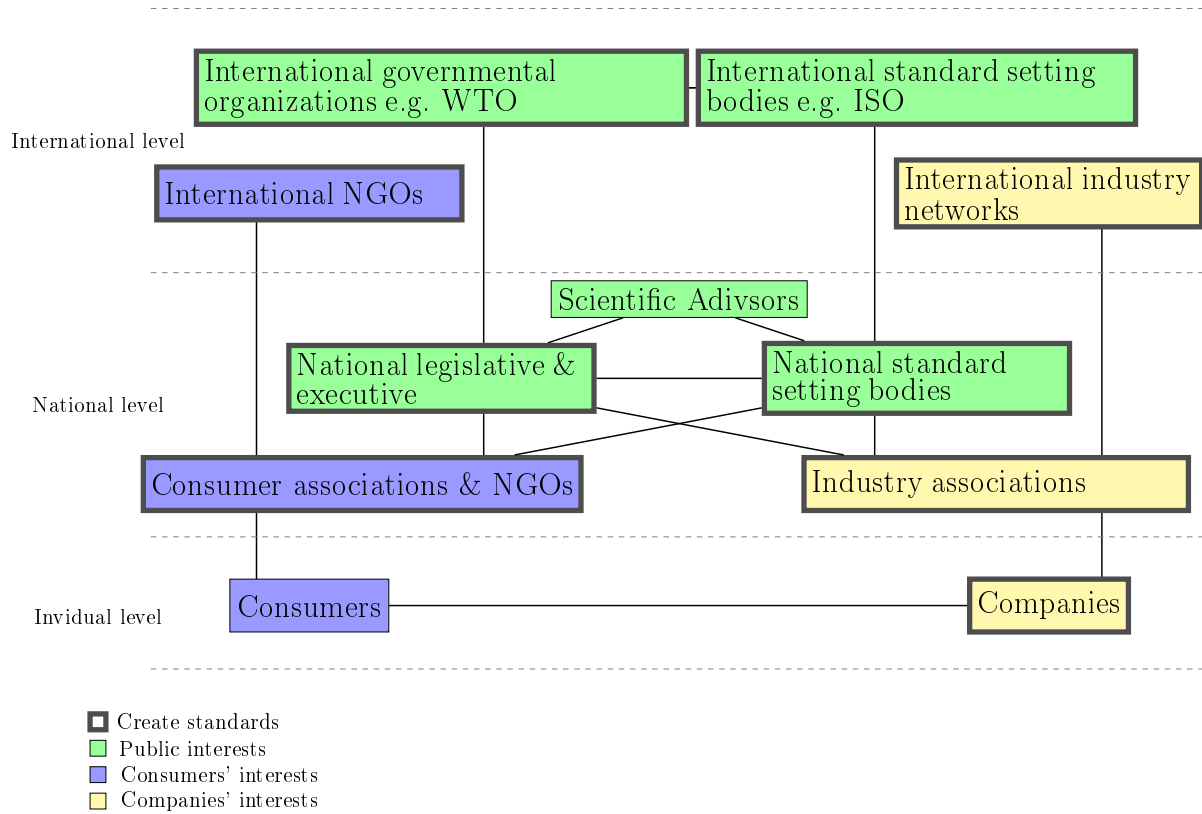 International governmental
organizations e.g. WTO
International standard setting
bodies e.g. ISO
International level
International NGOs
International industry
networks
Scientific Adivsors
National legislative &
executive
National standard
setting bodies
National level
Consumer associations & NGOs
Industry associations
Consumers
Companies
Invidual level
Create standards
Public interests
Consumers' interests
Companies' interests